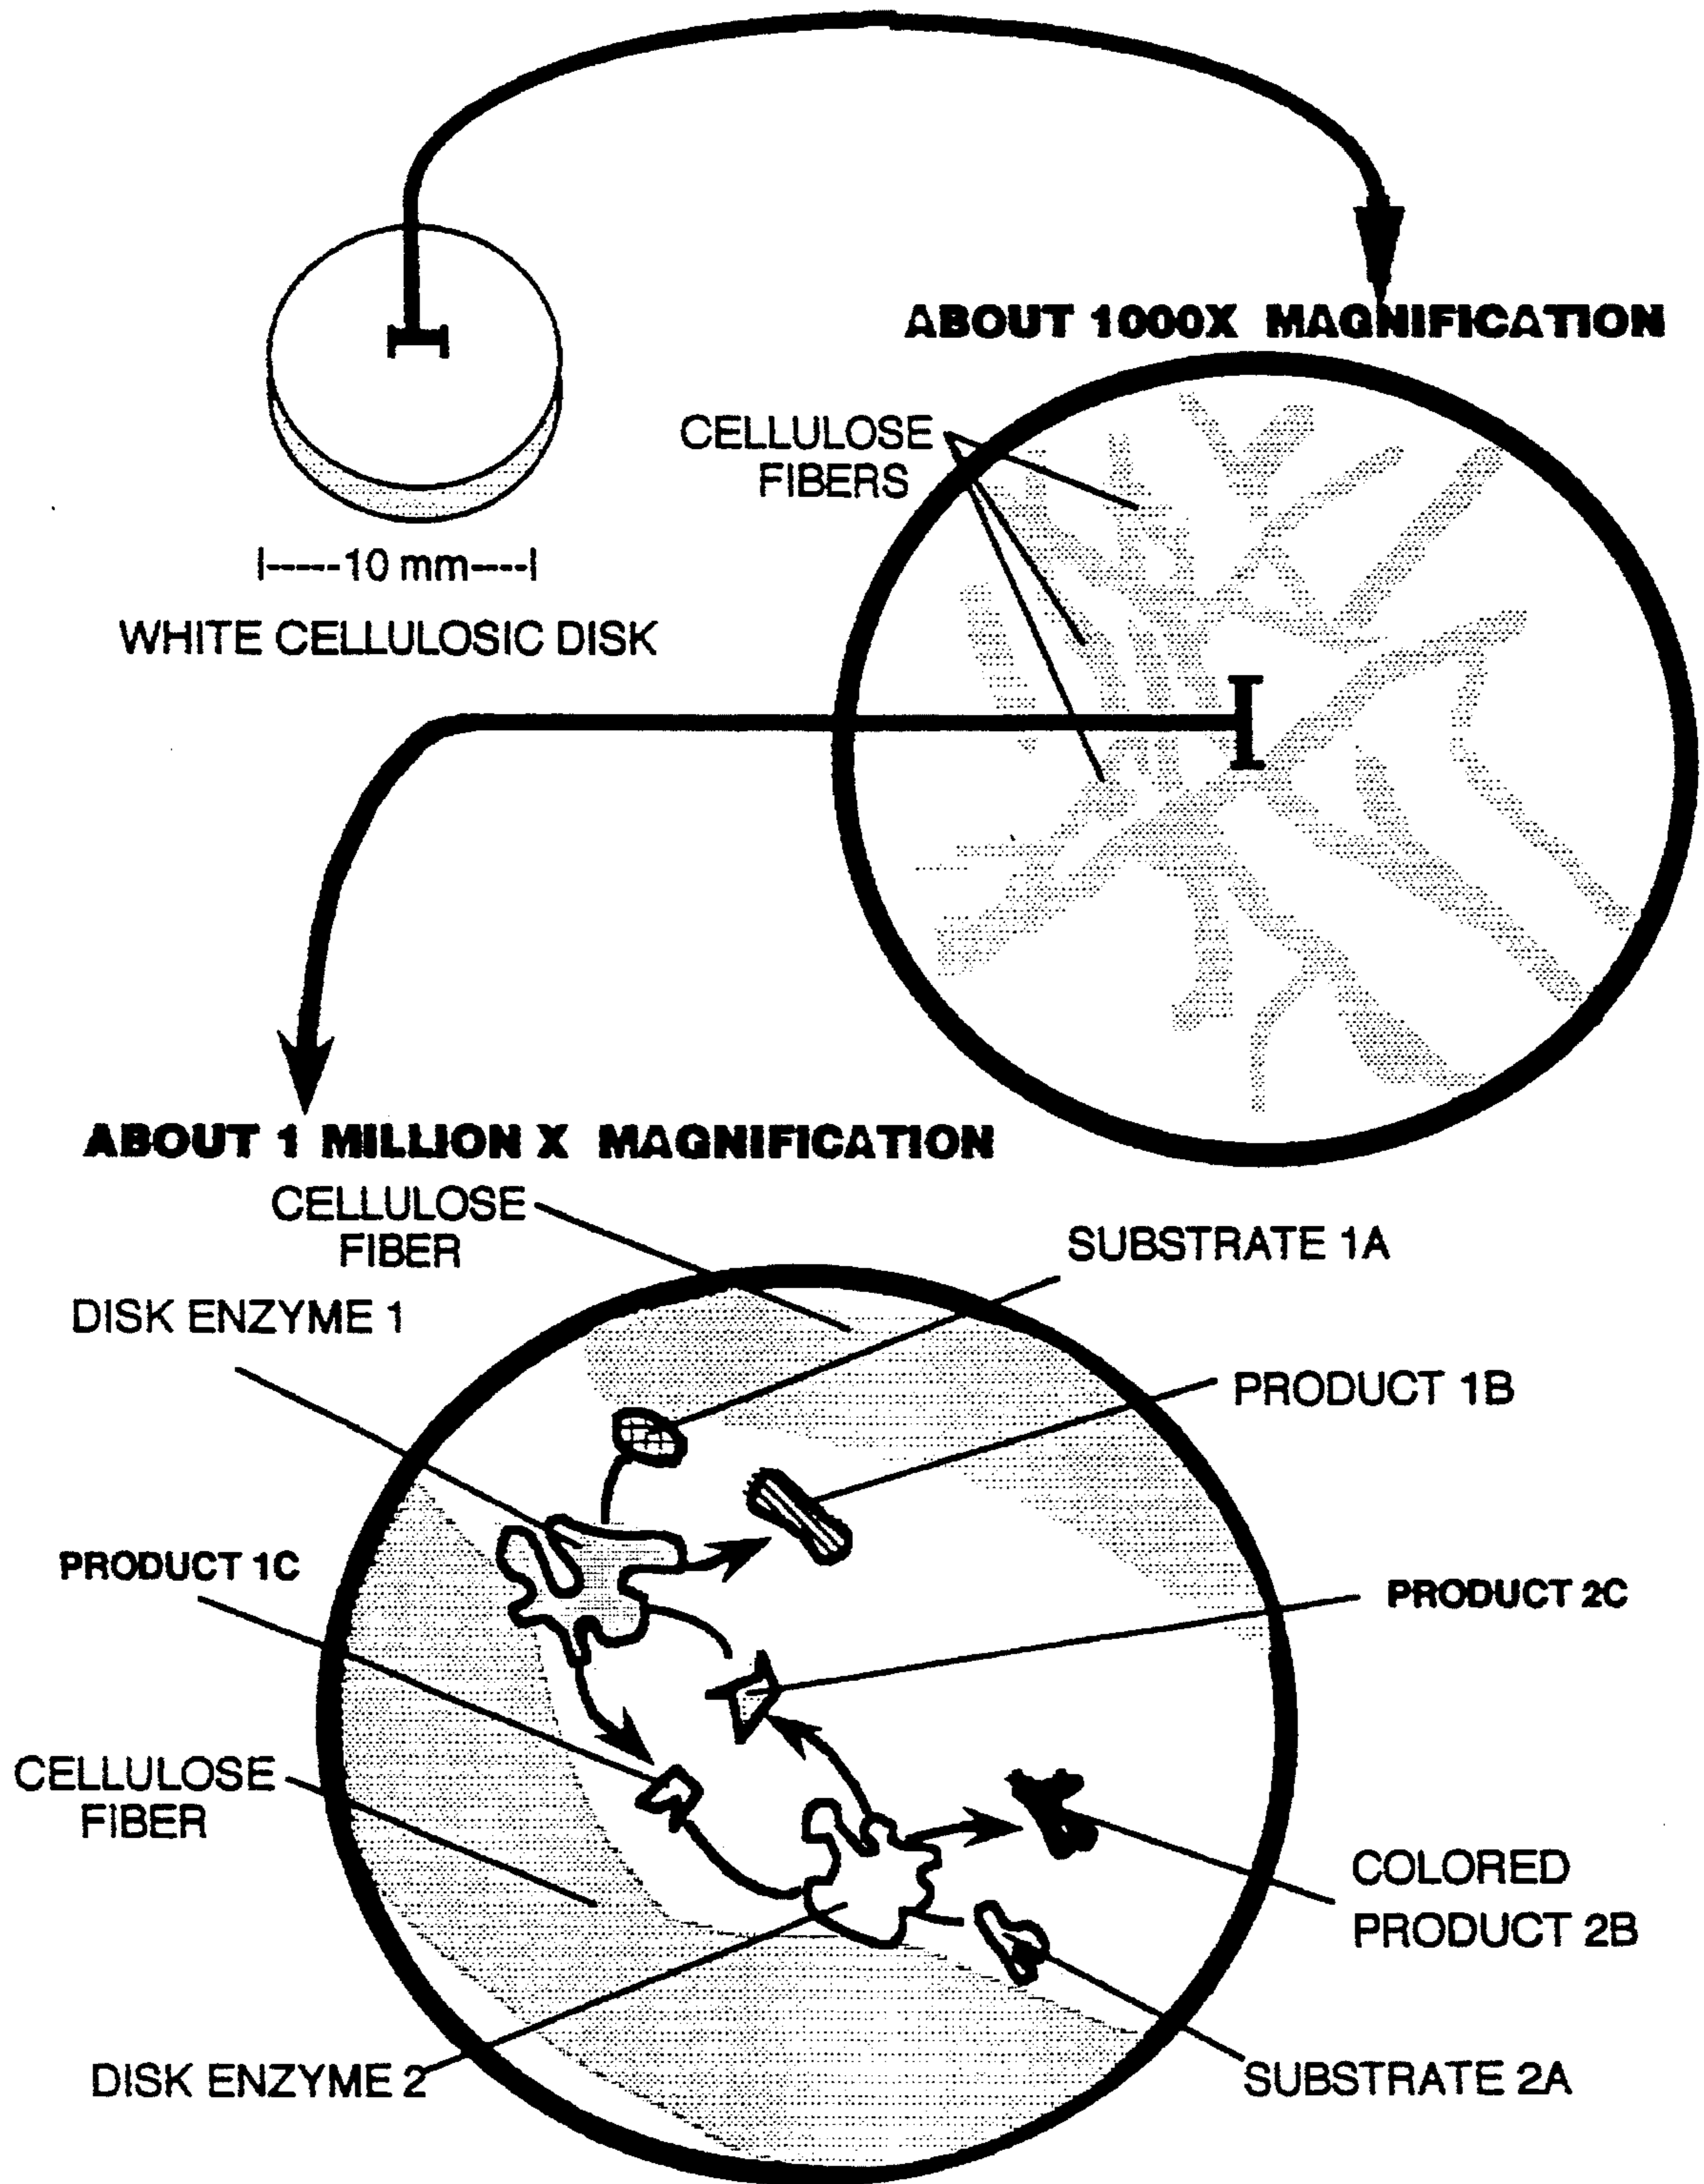 ABOUT 1000X MAGNIFICATION
CELLULOSE
FIBERS
|-----10 mm----|
WHITE CELLULOSIC DISK
ABOUT 1 MILLION X MAGNIFICATION
CELLULOSE
FIBER
SUBSTRATE 1A
DISK ENZYME 1
PRODUCT 1B
PRODUCT 1C
PRODUCT 2C
CELLULOSE
FIBER
COLORED
PRODUCT 2B
DISK ENZYME 2
SUBSTRATE 2A